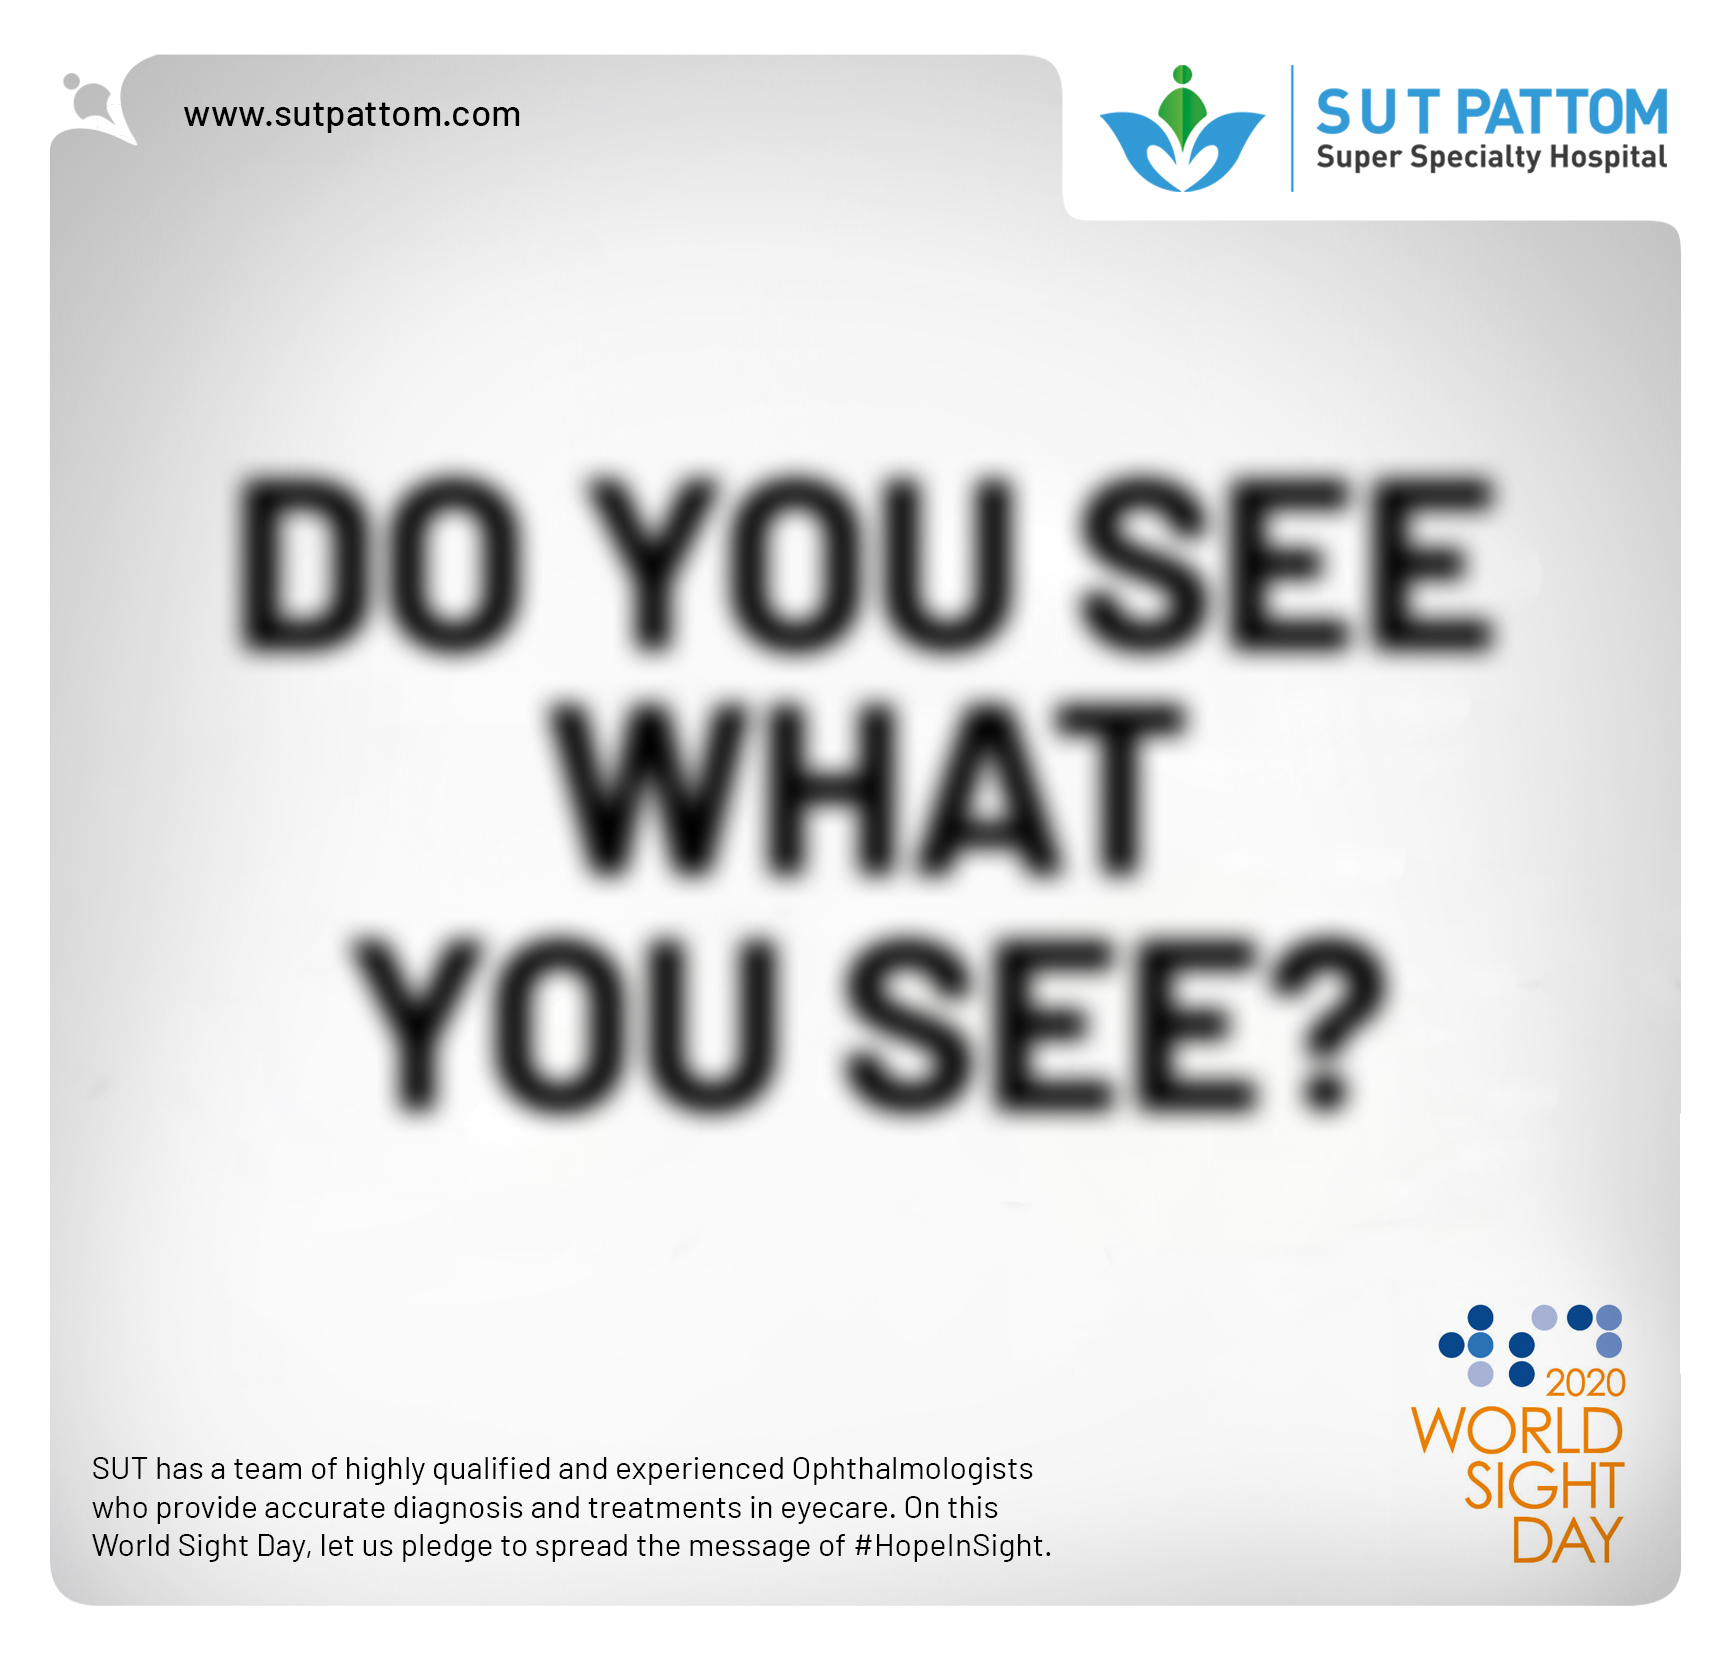 www.sutpattom.com
SUT PATTOM
Super Specialty Hospital
DO YOU SEE
WHAT
YOU SEE?
2020
WORLD
SIGHT
DAY
SUT has a team of highly qualified and experienced Ophthalmologists
who provide accurate diagnosis and treatments in eyecare. On this
World Sight Day, let us pledge to spread the message of #HopeInSight.